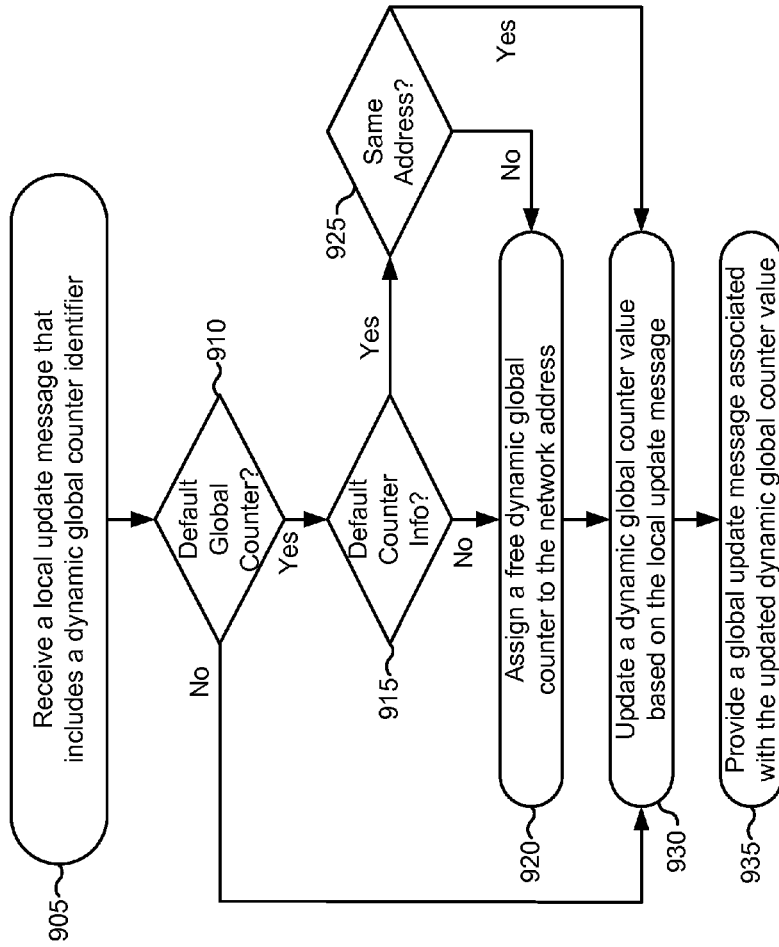 905
Receive a local update message that
includes a dynamic global counter identifier
910
Default
Global
Counter?
No
Yes
915
Default
Counter
Info?
Yes
No
925
Same
Address?
No
Yes
920
Assign a free dynamic global
counter to the network address
930
Update a dynamic global counter value
based on the local update message
935
Provide a global update message associated
with the updated dynamic global counter value